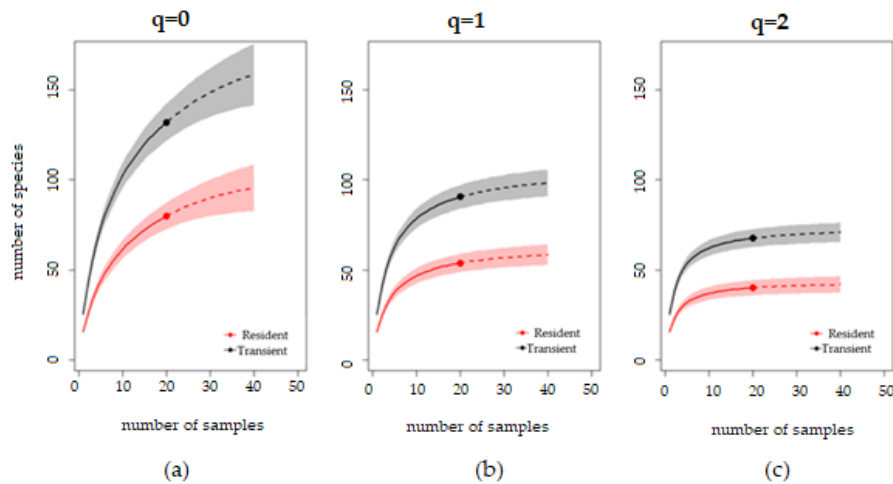 q=0
q=1
q=2
number of species
150
100
50
0
Resident
Transient
0 10 20 30 40 50
number of samples
(a)
150
100
50
0
Resident
Transient
0 10 20 30 40 50
number of samples
(b)
150
100
50
0
Resident
Transient
0 10 20 30 40 50
number of samples
(c)